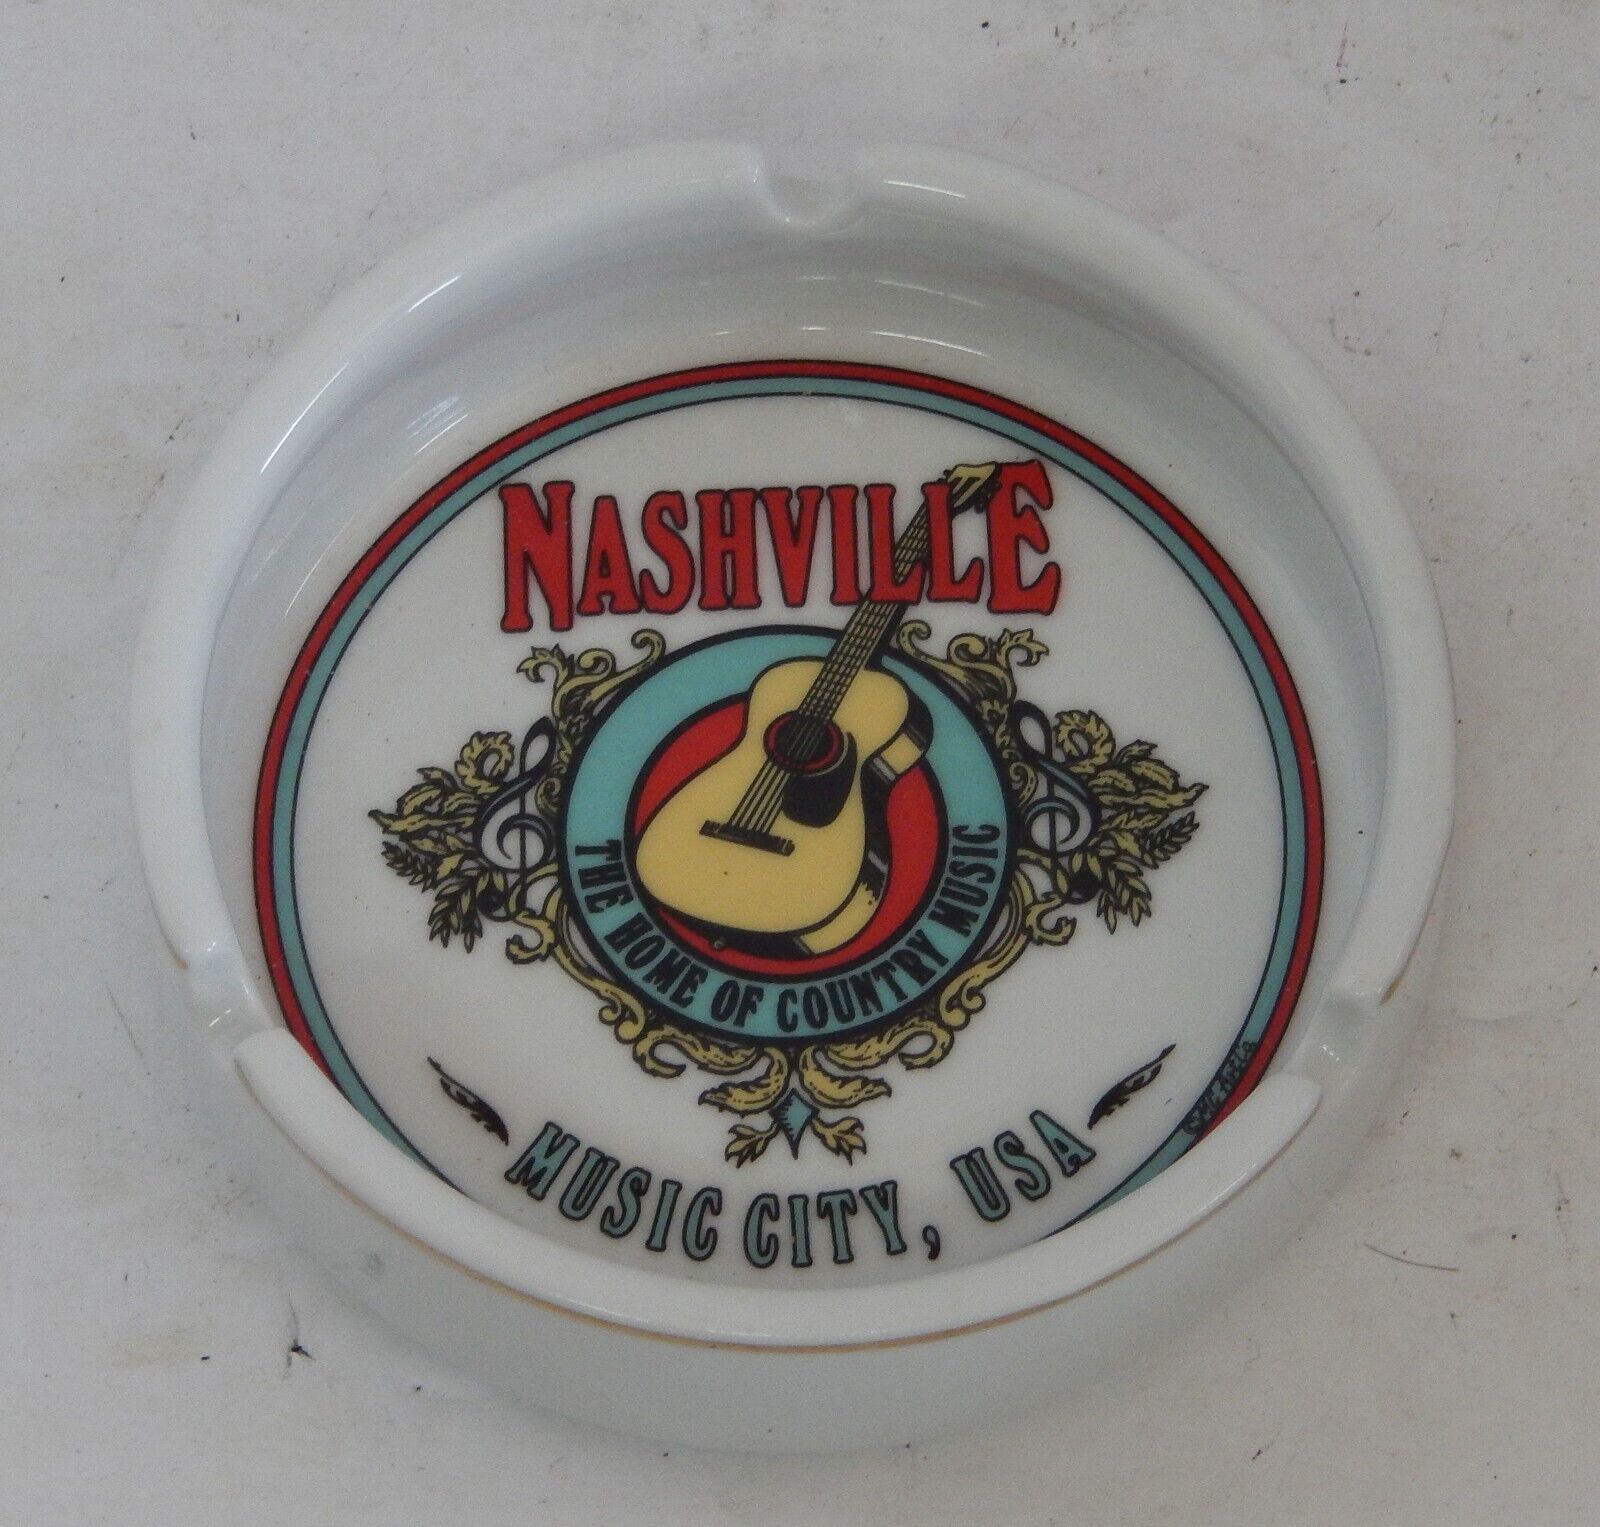 NASHVILLE
THE HOME OF COUNTRY MUSIC
MUSIC CITY, USA